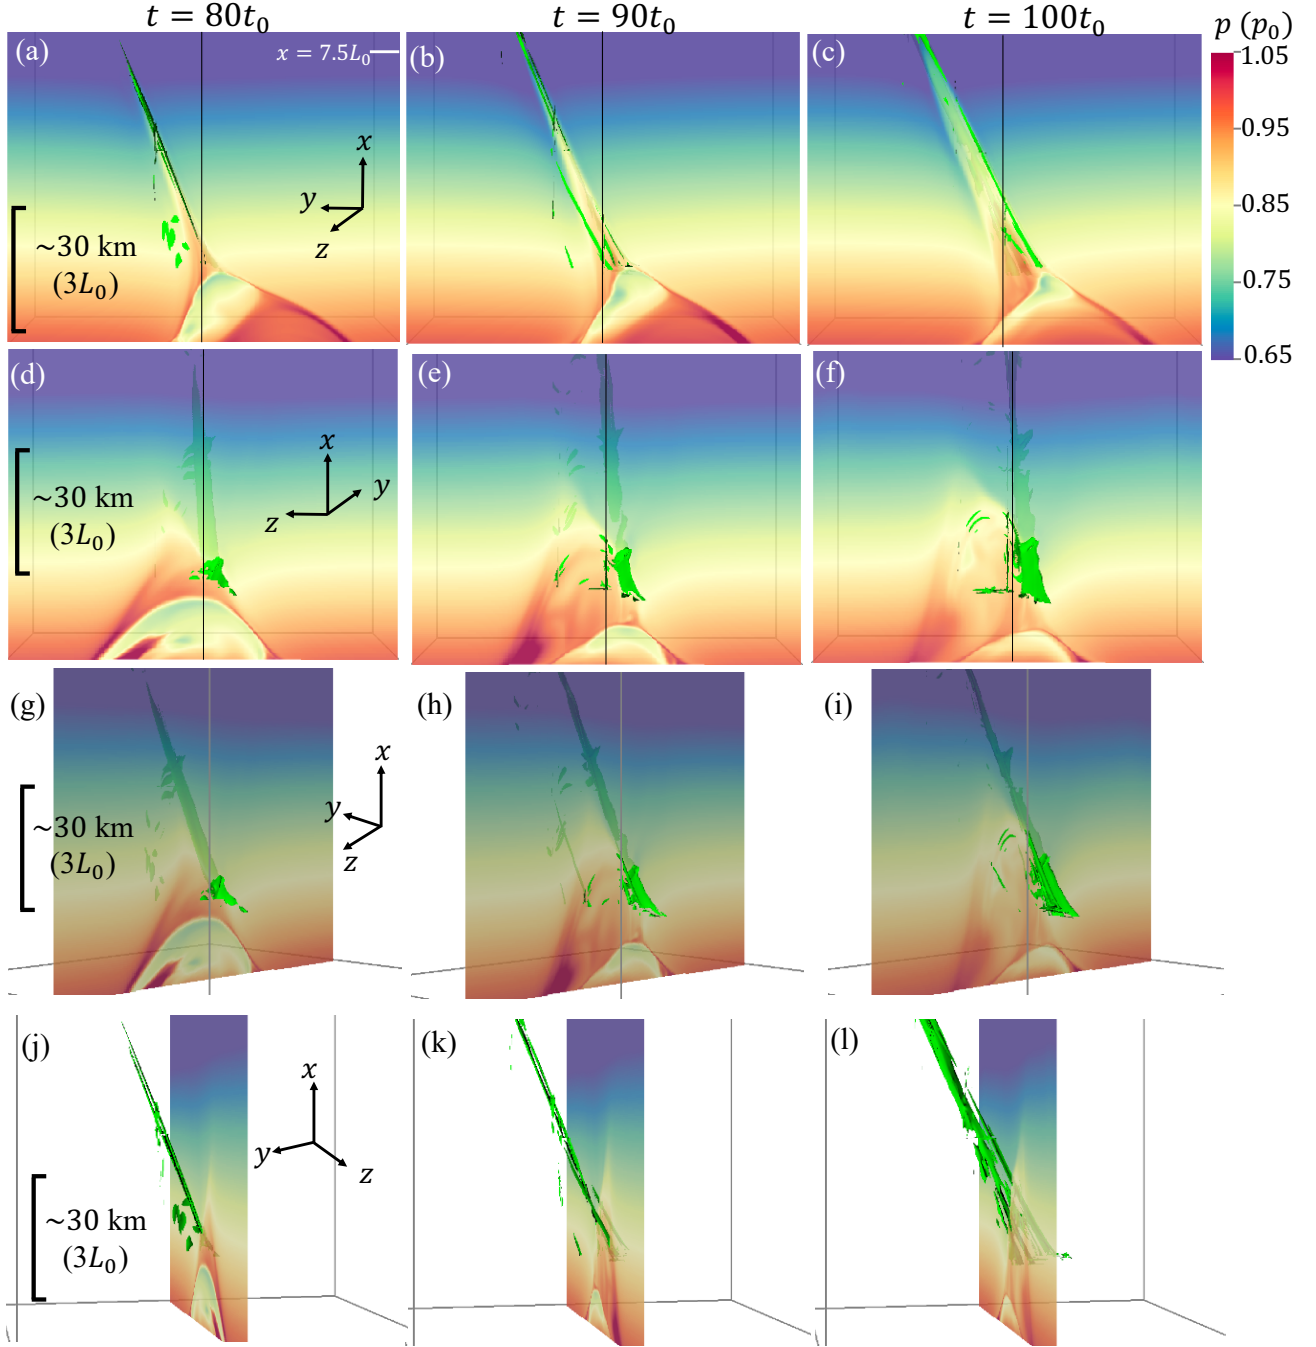 t = 80t₀
t = 90t₀
t = 100t₀
p (p₀)
(a)
x = 7.5L₀
(b)
(c)
1.05
0.95
0.85
0.75
0.65
x
y
z
~30 km
(3L₀)
(d)
(e)
(f)
x
y
z
~30 km
(3L₀)
(g)
(h)
(i)
x
y
z
~30 km
(3L₀)
(j)
(k)
(l)
x
y
z
~30 km
(3L₀)